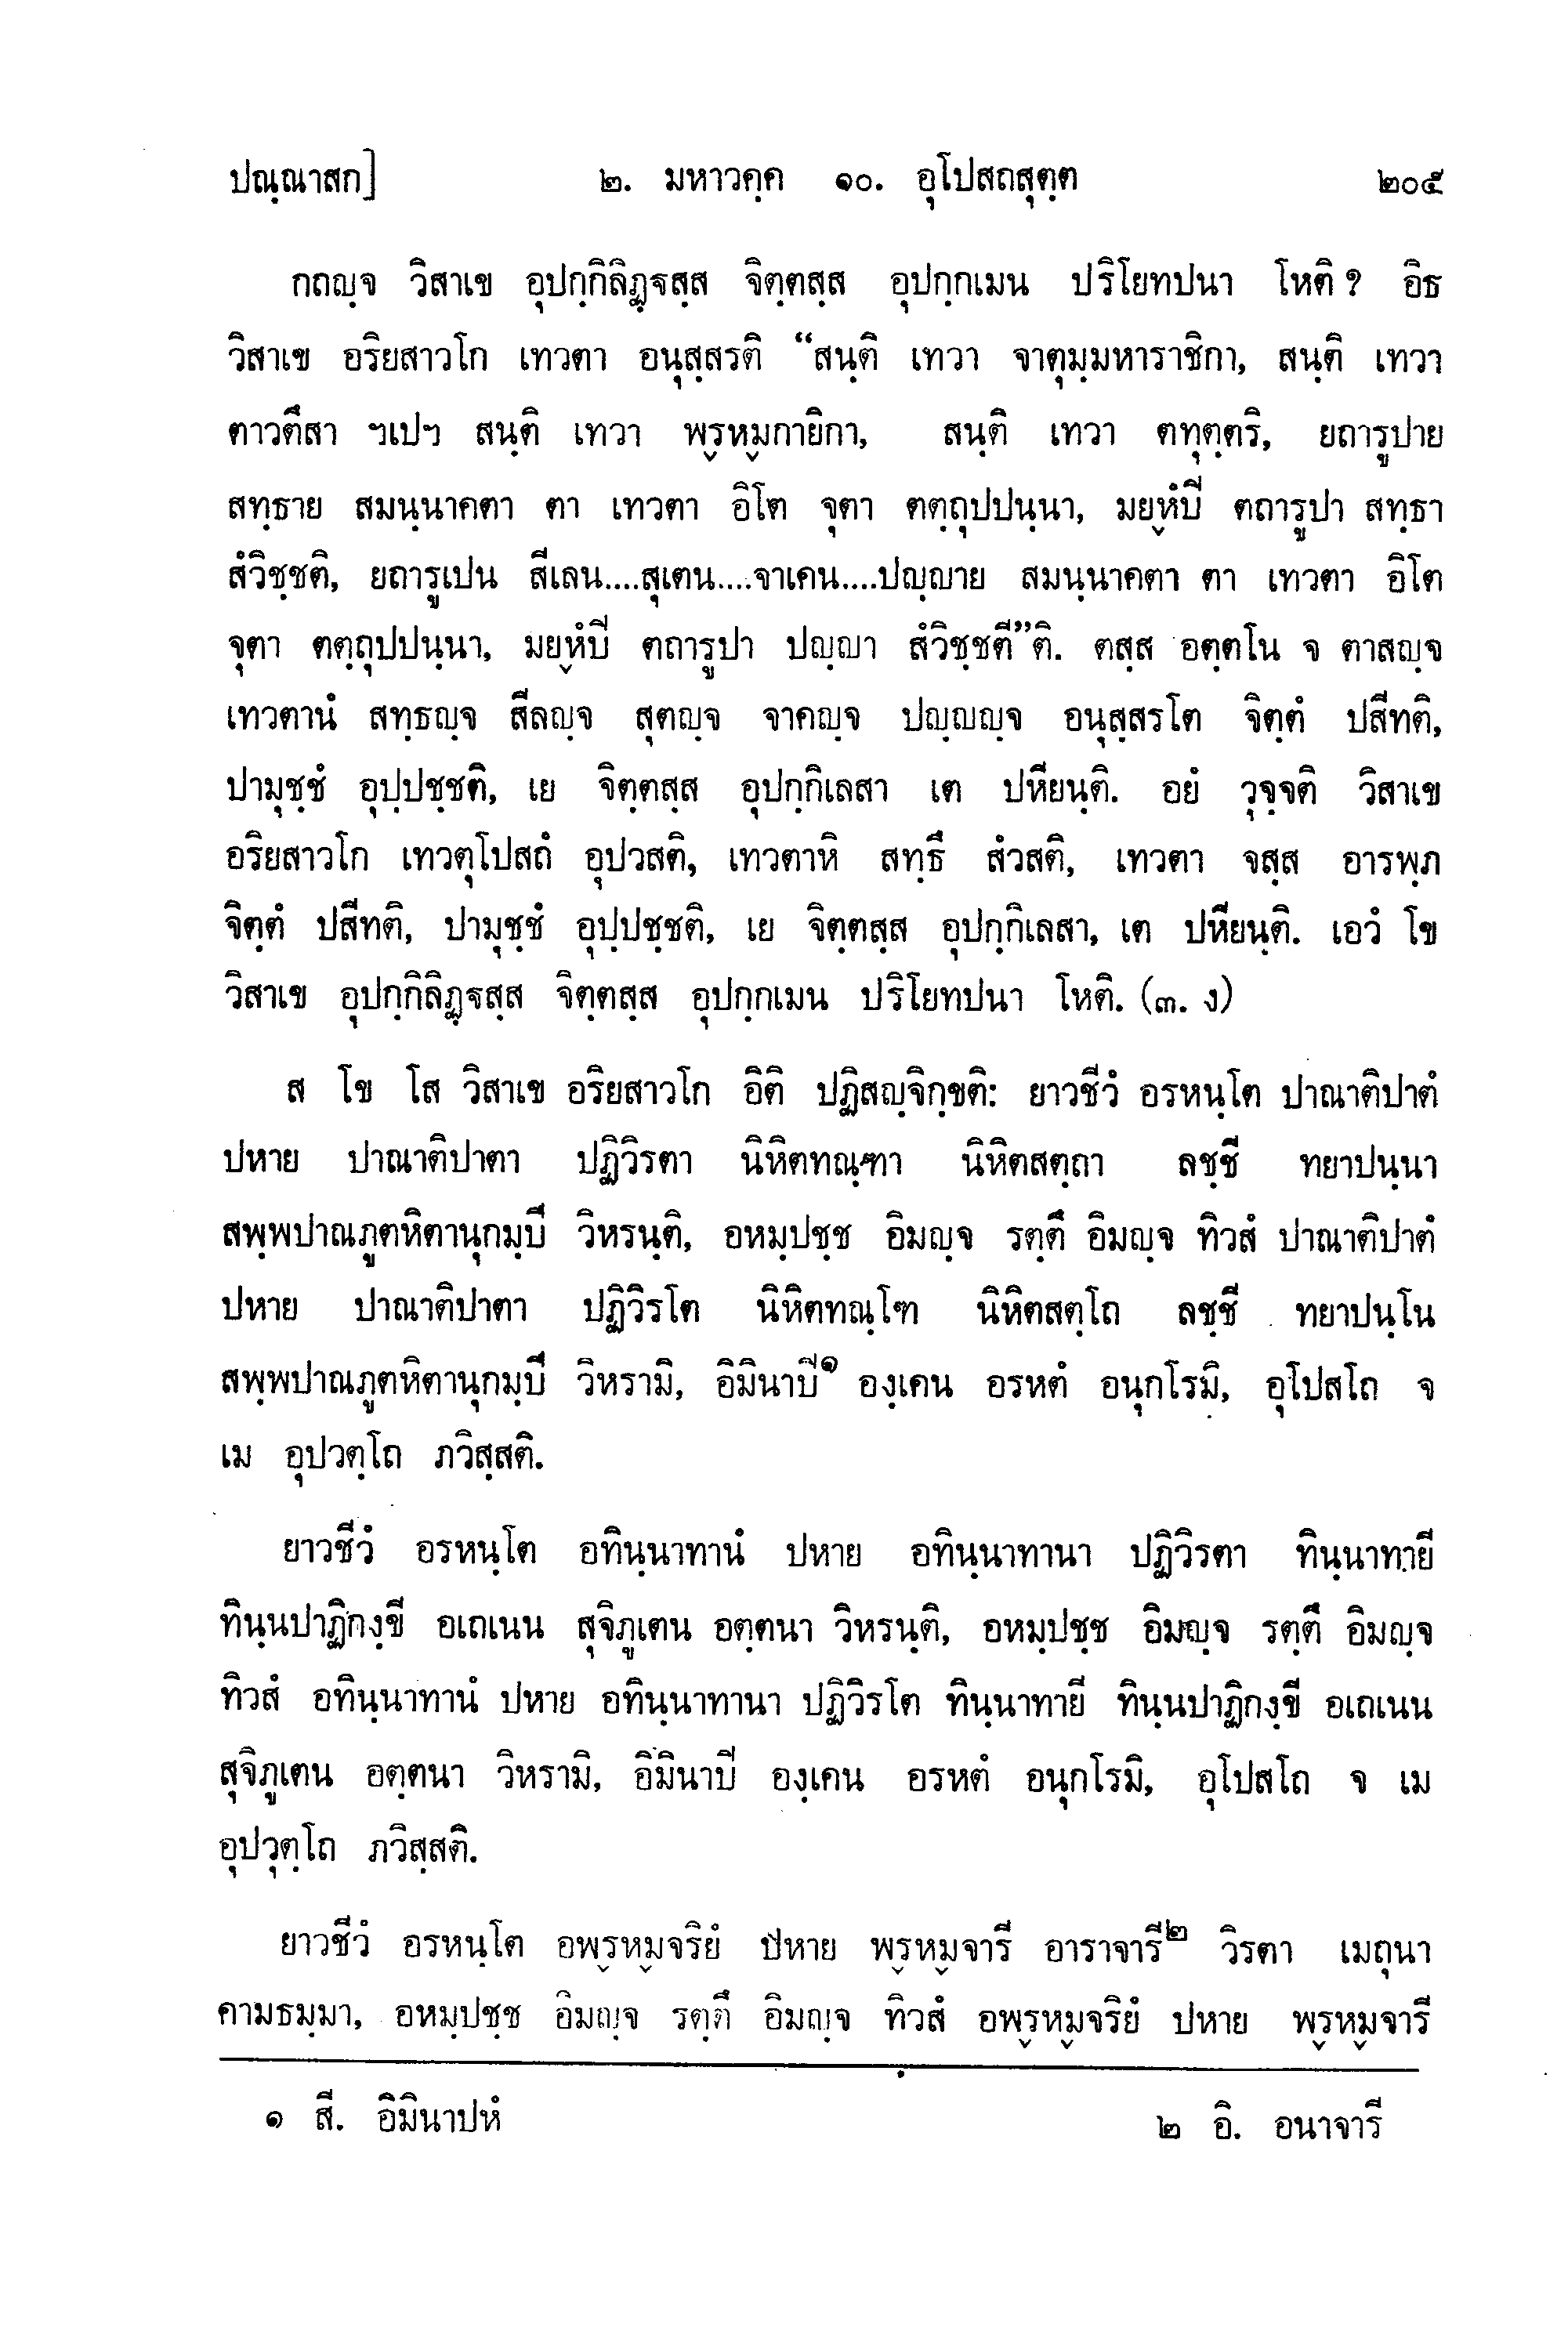 ปณฺณาสก] ๒. มหาวคฺค ๑๐. อุโปสถสุตฺต ๒๐๕
กถญฺจ วิสาเข อุปกฺกิลิฏฺฐสฺส จิตฺตสฺส อุปกฺกเมน ปริโยทปนา โหติ ? อิธ
วิสาเข อริยสาวโก เทวตา อนุสฺสรติ “สนฺติ เทวา จาตุมฺมหาราชิกา, สนฺติ เทวา
ตาวตึสา ฯเปฯ สนฺติ เทวา พฺรหฺมกายิกา, สนฺติ เทวา ตทุตฺตริ, ยถารูปาย
สทฺธาย สมนฺนาคตา ตา เทวตา อิโต จุตา ตตฺถุปปนฺนา, มยฺหํปิ ตถารูปา สทฺธา
สํวิชฺชติ, ยถารูเปน สีเลน....สุเตน....จาเคน....ปญฺญาย สมนฺนาคตา ตา เทวตา อิโต
จุตา ตตฺถุปปนฺนา, มยฺหํปิ ตถารูปา ปญฺญา สํวิชฺชตี”ติ. ตสฺส อตฺตโน จ ตาสญฺจ
เทวตานํ สทฺธญฺจ สีลญฺจ สุตญฺจ จาคญฺจ ปญฺญญฺจ อนุสฺสรโต จิตฺตํ ปสีทติ,
ปามุชฺชํ อุปฺปชฺชติ, เย จิตฺตสฺส อุปกฺกิเลสา เต ปหียนฺติ. อยํ วุจฺจติ วิสาเข
อริยสาวโก เทวตุโปสถํ อุปวสติ, เทวตาหิ สทฺธึ สํวสติ, เทวตา จสฺส อารพฺภ
จิตฺตํ ปสีทติ, ปามุชฺชํ อุปฺปชฺชติ, เย จิตฺตสฺส อุปกฺกิเลสา, เต ปหียนฺติ. เอวํ โข
วิสาเข อุปกฺกิลิฏฺฐสฺส จิตฺตสฺส อุปกฺกเมน ปริโยทปนา โหติ. (๓. ง)
ส โข โส วิสาเข อริยสาวโก อิติ ปฏิสญฺจิกฺขติ: ยาวชีวํ อรหนฺโต ปาณาติปาตํ
ปหาย ปาณาติปาตา ปฏิวิรตา นิหิตทณฺฑา นิหิตสตฺถา ลชฺชี ทยาปนฺนา
สพฺพปาณภูตหิตานุกมฺปี วิหรนฺติ, อหมฺปชฺช อิมญฺจ รตฺตึ อิมญฺจ ทิวสํ ปาณาติปาตํ
ปหาย ปาณาติปาตา ปฏิวิรโต นิหิตทณฺโฑ นิหิตสตฺโถ ลชฺชี ทยาปนฺโน
สพฺพปาณภูตหิตานุกมฺปี วิหรามิ, อิมินาปิ๑ องฺเคน อรหตํ อนุกโรมิ, อุโปสโถ จ
เม อุปวตฺโถ ภวิสฺสติ.
ยาวชีวํ อรหนฺโต อทินฺนาทานํ ปหาย อทินฺนาทานา ปฏิวิรตา ทินฺนาทายี
ทินฺนปาฏิกงฺขี อเถเนน สุจิภูเตน อตฺตนา วิหรนฺติ, อหมฺปชฺช อิมญฺจ รตฺตึ อิมญฺจ
ทิวสํ อทินฺนาทานํ ปหาย อทินฺนาทานา ปฏิวิรโต ทินฺนาทายี ทินฺนปาฏิกงฺขี อเถเนน
สุจิภูเตน อตฺตนา วิหรามิ, อิมินาปิ องฺเคน อรหตํ อนุกโรมิ, อุโปสโถ จ เม
อุปวุตฺโถ ภวิสฺสติ.
ยาวชีวํ อรหนฺโต อพฺรหฺมจริยํ ปหาย พฺรหฺมจารี อาราจารี๒ วิรตา เมถุนา
คามธมฺมา, อหมฺปชฺช อิมญฺจ รตฺตึ อิมญฺจ ทิวสํ อพฺรหฺมจริยํ ปหาย พฺรหฺมจารี
๑ สี. อิมินาปหํ ๒ อิ. อนาจารี